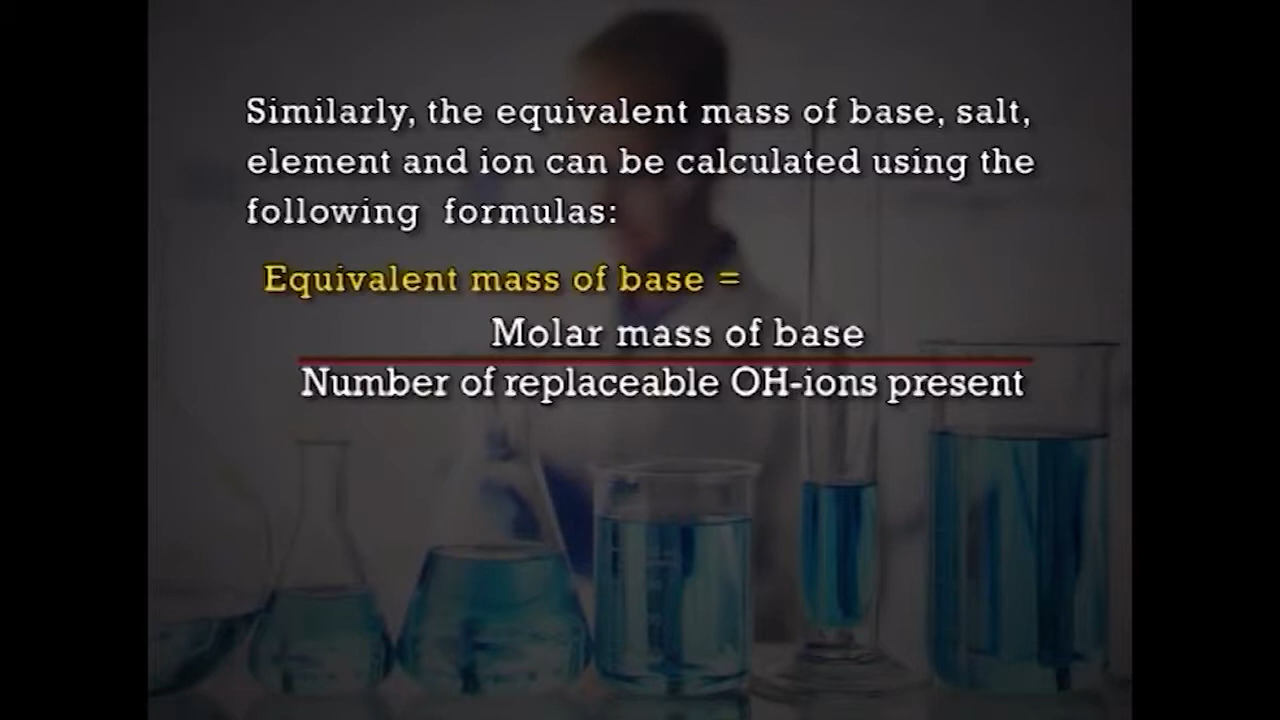 Similarly, the equivalent mass of base, salt,
element and ion can be calculated using the
following formulas:
Equivalent mass of base =
Molar mass of base
Number of replaceable OH-ions present